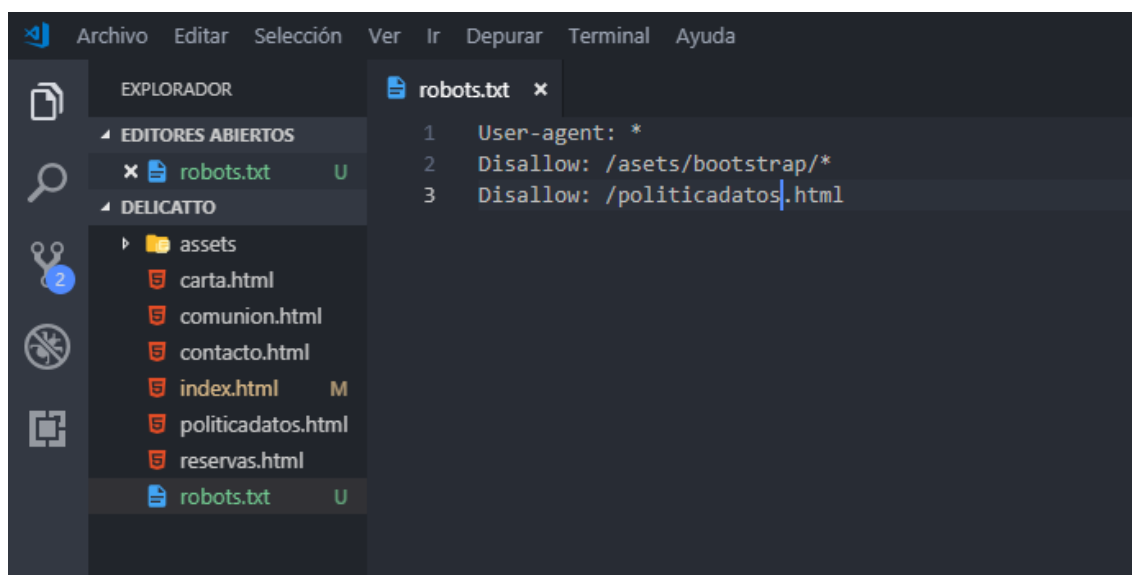 Archivo Editar Selección Ver Ir Depurar Terminal Ayuda
EXPLORADOR
EDITORES ABIERTOS
robots.txt U
DELICATTO
assets
carta.html
comunion.html
contacto.html
index.html M
politicadatos.html
reservas.html
robots.txt U
2
robots.txt
1 User-agent: *
2 Disallow: /asets/bootstrap/*
3 Disallow: /politicadatos.html